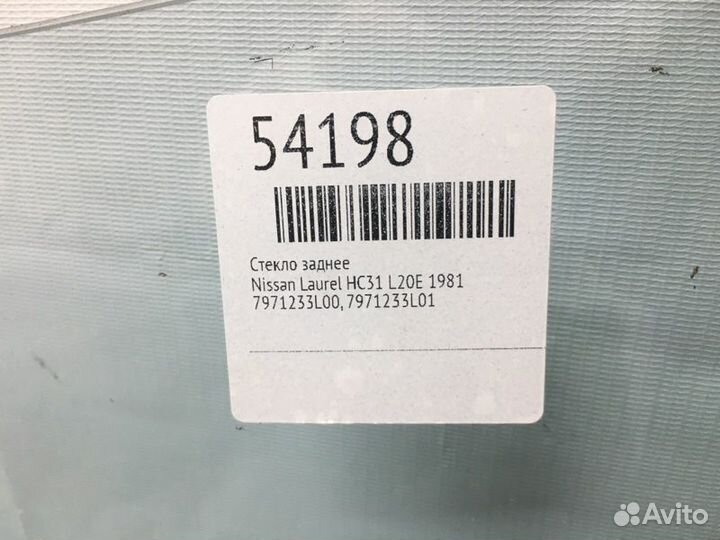 54198
Стекло заднее
Nissan Laurel HC31 L20E 1981
7971233L00, 7971233L01
Avito